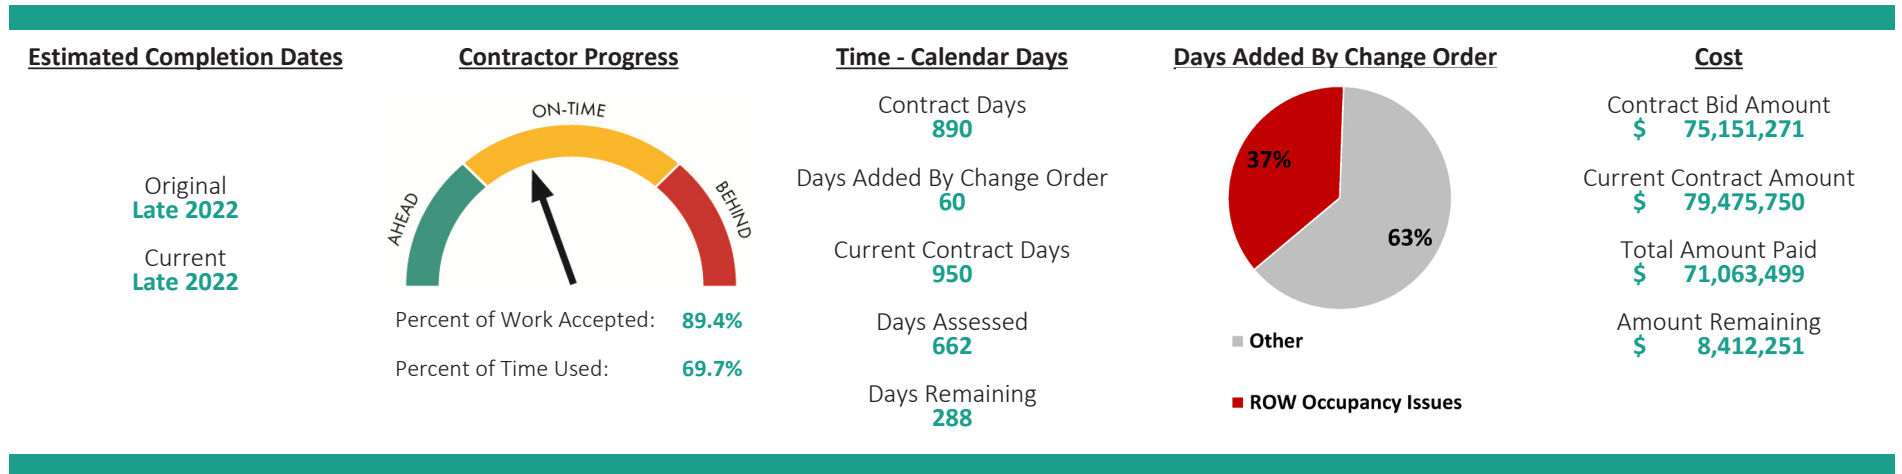 Estimated Completion Dates
Original
Late 2022
Current
Late 2022
Contractor Progress
ON-TIME
AHEAD
BEHIND
Percent of Work Accepted: 89.4%
Percent of Time Used: 69.7%
Time - Calendar Days
Contract Days
890
Days Added By Change Order
60
Current Contract Days
950
Days Assessed
662
Days Remaining
288
Days Added By Change Order
37%
63%
Other
ROW Occupancy Issues
Cost
Contract Bid Amount
$ 75,151,271
Current Contract Amount
$ 79,475,750
Total Amount Paid
$ 71,063,499
Amount Remaining
$ 8,412,251